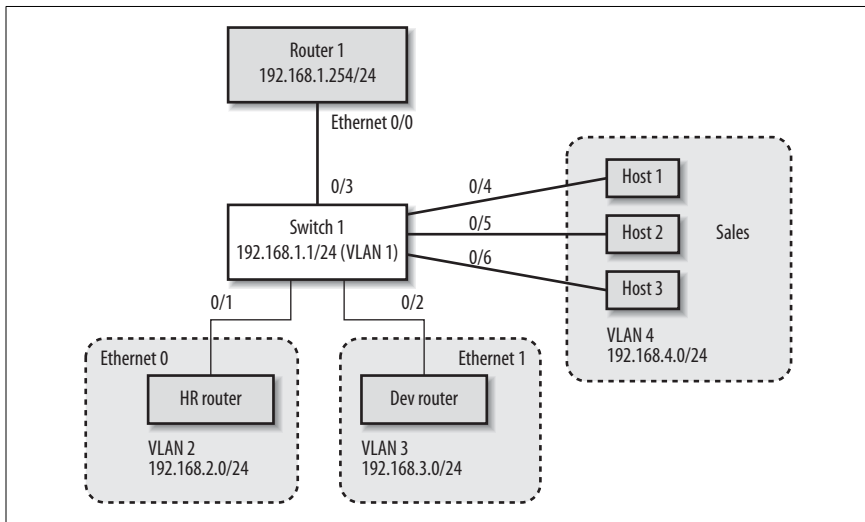 Router 1
192.168.1.254/24
Ethernet 0/0
0/3
0/4
Host 1
Switch 1
192.168.1.1/24 (VLAN 1)
0/5
Host 2
Sales
0/6
Host 3
0/1
0/2
VLAN 4
192.168.4.0/24
Ethernet 0
HR router
VLAN 2
192.168.2.0/24
Ethernet 1
Dev router
VLAN 3
192.168.3.0/24